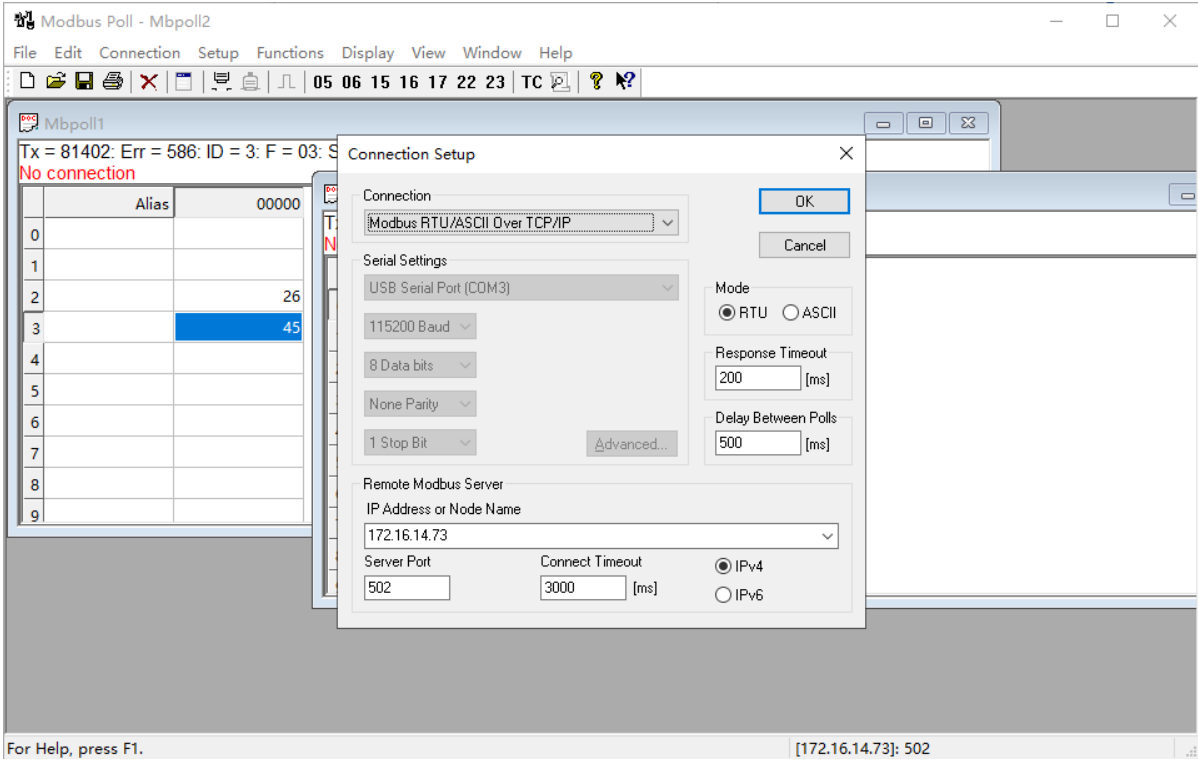 Modbus Poll - Mbpoll2
File Edit Connection Setup Functions Display View Window Help
05 06 15 16 17 22 23 TC
Mbpoll1
Tx = 81402: Err = 586: ID = 3: F = 03: S
No connection
Alias 00000
0
1
2 26
3 45
4
5
6
7
8
9
Connection Setup
Connection
Modbus RTU/ASCII Over TCP/IP
OK
Cancel
Serial Settings
USB Serial Port (COM3)
115200 Baud
8 Data bits
None Parity
1 Stop Bit
Advanced...
Mode
RTU ASCII
Response Timeout
200 [ms]
Delay Between Polls
500 [ms]
Remote Modbus Server
IP Address or Node Name
172.16.14.73
Server Port
502
Connect Timeout
3000 [ms]
IPv4
IPv6
For Help, press F1.
[172.16.14.73]: 502